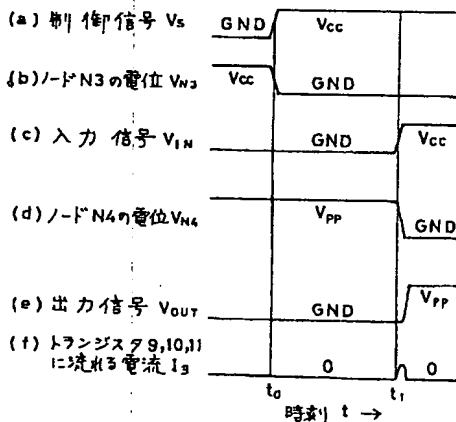 (a) 制御信号 Vs GND Vcc
(b) ノードN3の電位 VN3 Vcc GND
(c) 入力信号 VIN GND Vcc
(d) ノードN4の電位 VN4 VPP GND
(e) 出力信号 VOUT GND VPP
(f) トランジスタ9,10,11
に流れる電流 I3 0 0
t0 t1
時刻 t →